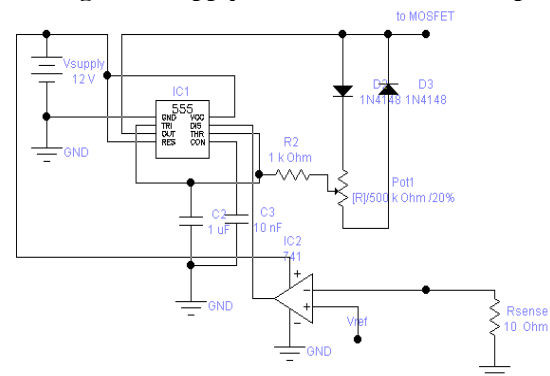 to MOSFET
Vsupply
12 V
IC1
555
GND VCC
TRI DIS
OUT THR
RES CON
D2 D3
1N4148 1N4148
GND
R2
1 k Ohm
Pot1
[R]/500 k Ohm /20%
C2
1 uF
C3
10 nF
IC2
741
GND
Vref
Rsense
10 Ohm
GND